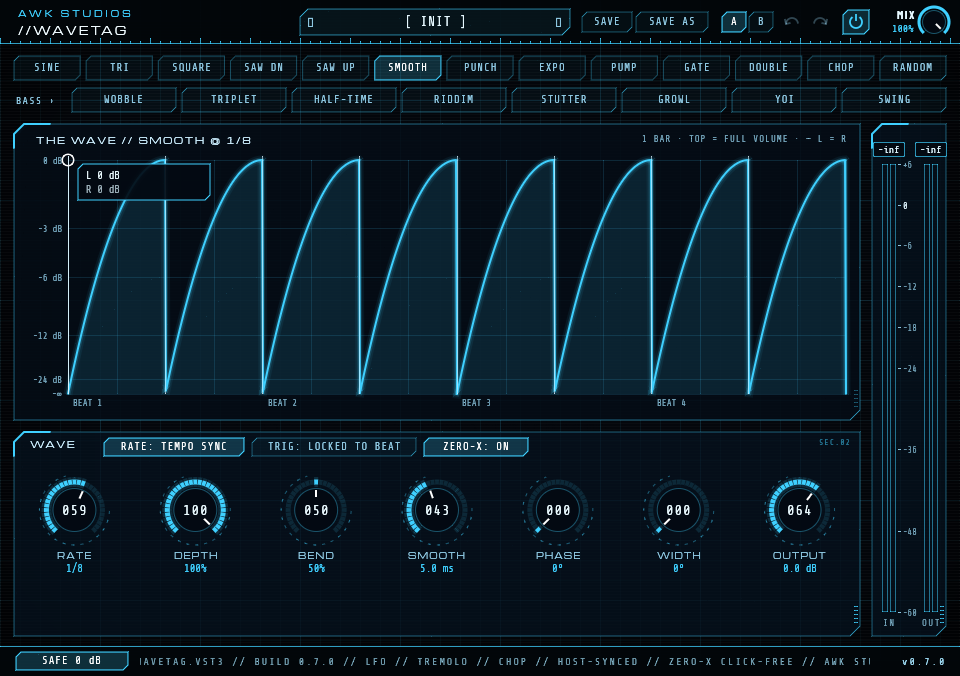 AWK STUDIOS
//WAVETAG
[ INIT ]
SAVE
SAVE AS
A
B
MIX
100%
SINE
TRI
SQUARE
SAW DN
SAW UP
SMOOTH
PUNCH
EXPO
PUMP
GATE
DOUBLE
CHOP
RANDOM
BASS ›
WOBBLE
TRIPLET
HALF-TIME
RIDDIM
STUTTER
GROWL
YOI
SWING
THE WAVE // SMOOTH @ 1/8
1 BAR · TOP = FULL VOLUME · — L = R
0 dB
L 0 dB
R 0 dB
-3 dB
-6 dB
-12 dB
-24 dB
-∞
BEAT 1
BEAT 2
BEAT 3
BEAT 4
-inf
-inf
+6
0
-6
-12
-18
-24
-36
-48
-60
IN
OUT
WAVE
RATE: TEMPO SYNC
TRIG: LOCKED TO BEAT
ZERO-X: ON
SEC.02
059
100
050
043
000
000
064
RATE
DEPTH
BEND
SMOOTH
PHASE
WIDTH
OUTPUT
1/8
100%
50%
5.0 ms
0°
0°
0.0 dB
SAFE 0 dB
AVETAG.VST3 // BUILD 0.7.0 // LFO // TREMOLO // CHOP // HOST-SYNCED // ZERO-X CLICK-FREE // AWK ST
v0.7.0